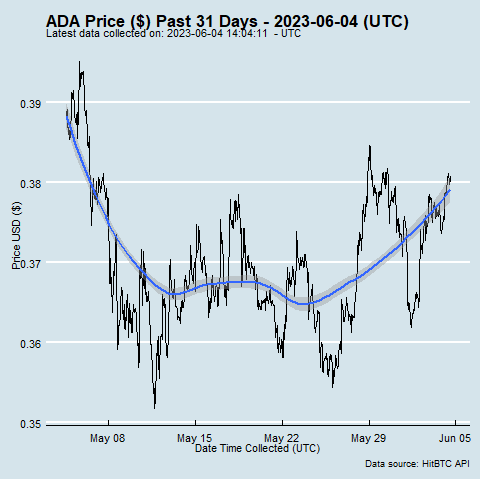 ADA Price ($) Past 31 Days - 2023-06-04 (UTC)
Latest data collected on: 2023-06-04 14:04:11 - UTC
0.39
0.38
0.37
0.36
0.35
Price USD ($)
May 08
May 15
May 22
May 29
Jun 05
Date Time Collected (UTC)
Data source: HitBTC API